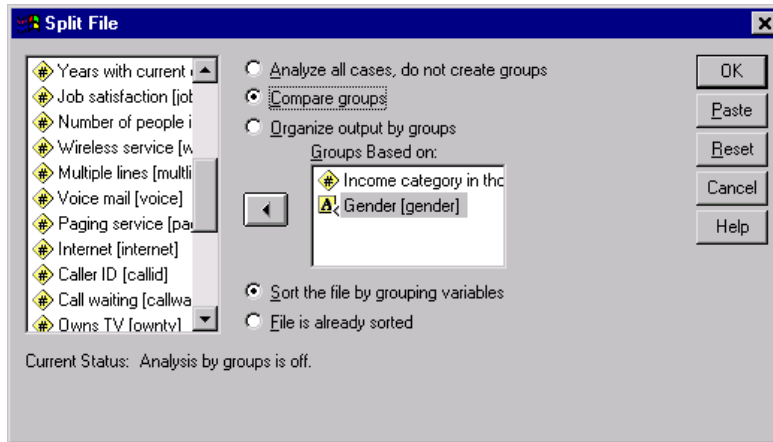 Split File
Years with current
Job satisfaction [job
Number of people i
Wireless service [w
Multiple lines [multli
Voice mail [voice]
Paging service [pa
Internet [internet]
Caller ID [callid]
Call waiting [callwa
Owns TV [owntv]
Analyze all cases, do not create groups
Compare groups
Organize output by groups
Groups Based on:
Income category in tho
Gender [gender]
Sort the file by grouping variables
File is already sorted
OK
Paste
Reset
Cancel
Help
Current Status: Analysis by groups is off.